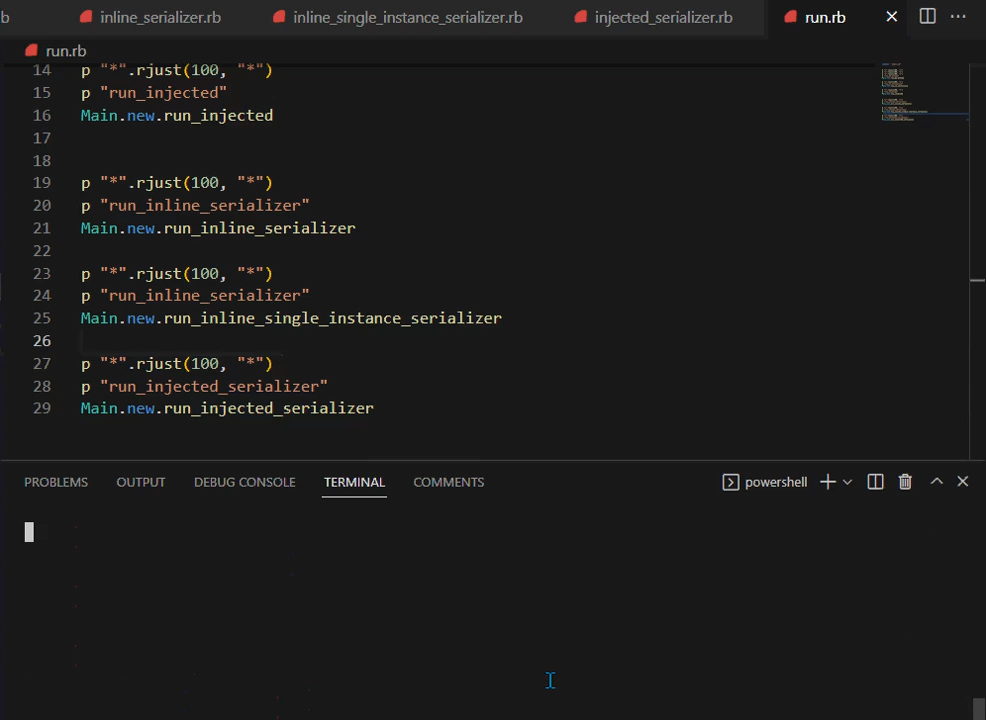 b inline_serializer.rb inline_single_instance_serializer.rb injected_serializer.rb run.rb
run.rb
14 p "*".rjust(100, "*")
15 p "run_injected"
16 Main.new.run_injected
17
18
19 p "*".rjust(100, "*")
20 p "run_inline_serializer"
21 Main.new.run_inline_serializer
22
23 p "*".rjust(100, "*")
24 p "run_inline_serializer"
25 Main.new.run_inline_single_instance_serializer
26
27 p "*".rjust(100, "*")
28 p "run_injected_serializer"
29 Main.new.run_injected_serializer
PROBLEMS OUTPUT DEBUG CONSOLE TERMINAL COMMENTS powershell